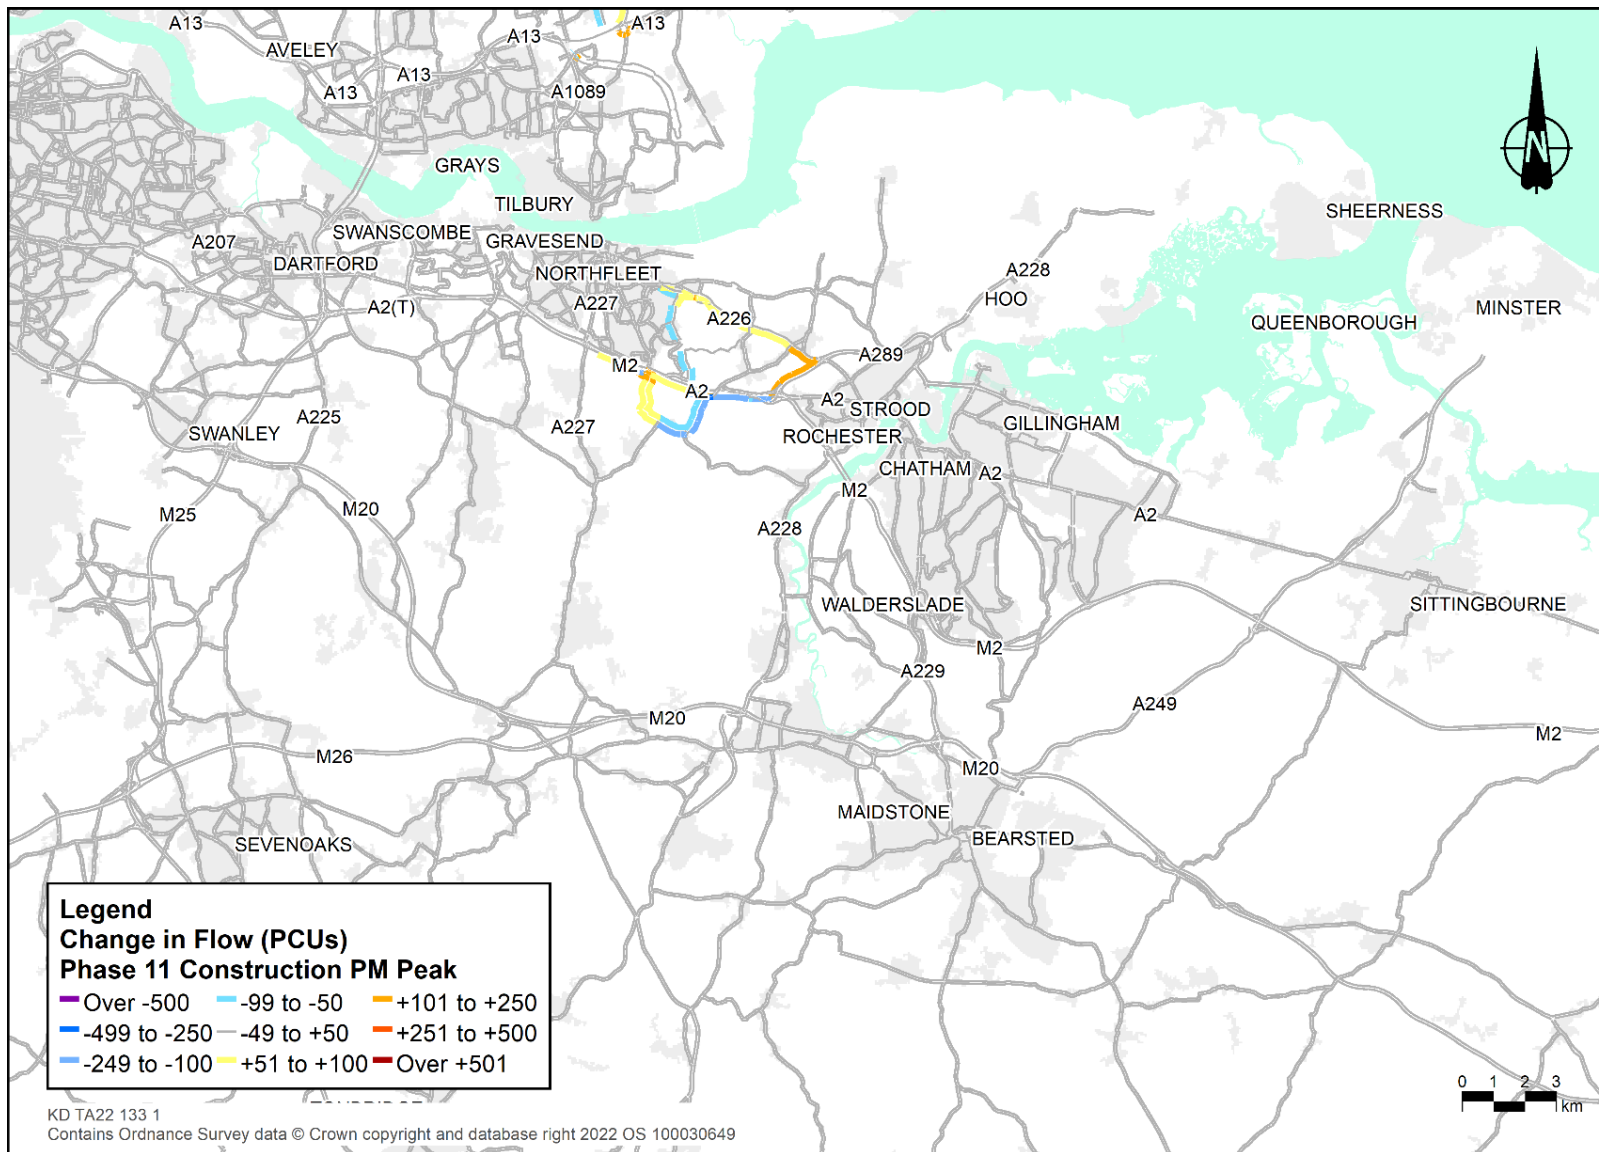 A13
A13
A13
AVELEY
A13
A13
A1089
N
GRAYS
TILBURY
SHEERNESS
SWANSCOMBE
A207
GRAVESEND
DARTFORD
NORTHFLEET
A228
HOO
A227
A2(T)
MINSTER
A226
QUEENBOROUGH
A289
M2
A2
A2
STROOD
A225
SWANLEY
A227
ROCHESTER
GILLINGHAM
CHATHAM
A2
M2
M25
M20
A2
A228
WALDERSLADE
SITTINGBOURNE
M2
A229
A249
M20
M2
M26
M20
MAIDSTONE
BEARSTED
SEVENOAKS
Legend
Change in Flow (PCUs)
Phase 11 Construction PM Peak
Over -500 -99 to -50 +101 to +250
-499 to -250 -49 to +50 +251 to +500
-249 to -100 +51 to +100 Over +501
0 1 2 3
km
KD TA22 133 1
Contains Ordnance Survey data © Crown copyright and database right 2022 OS 100030649